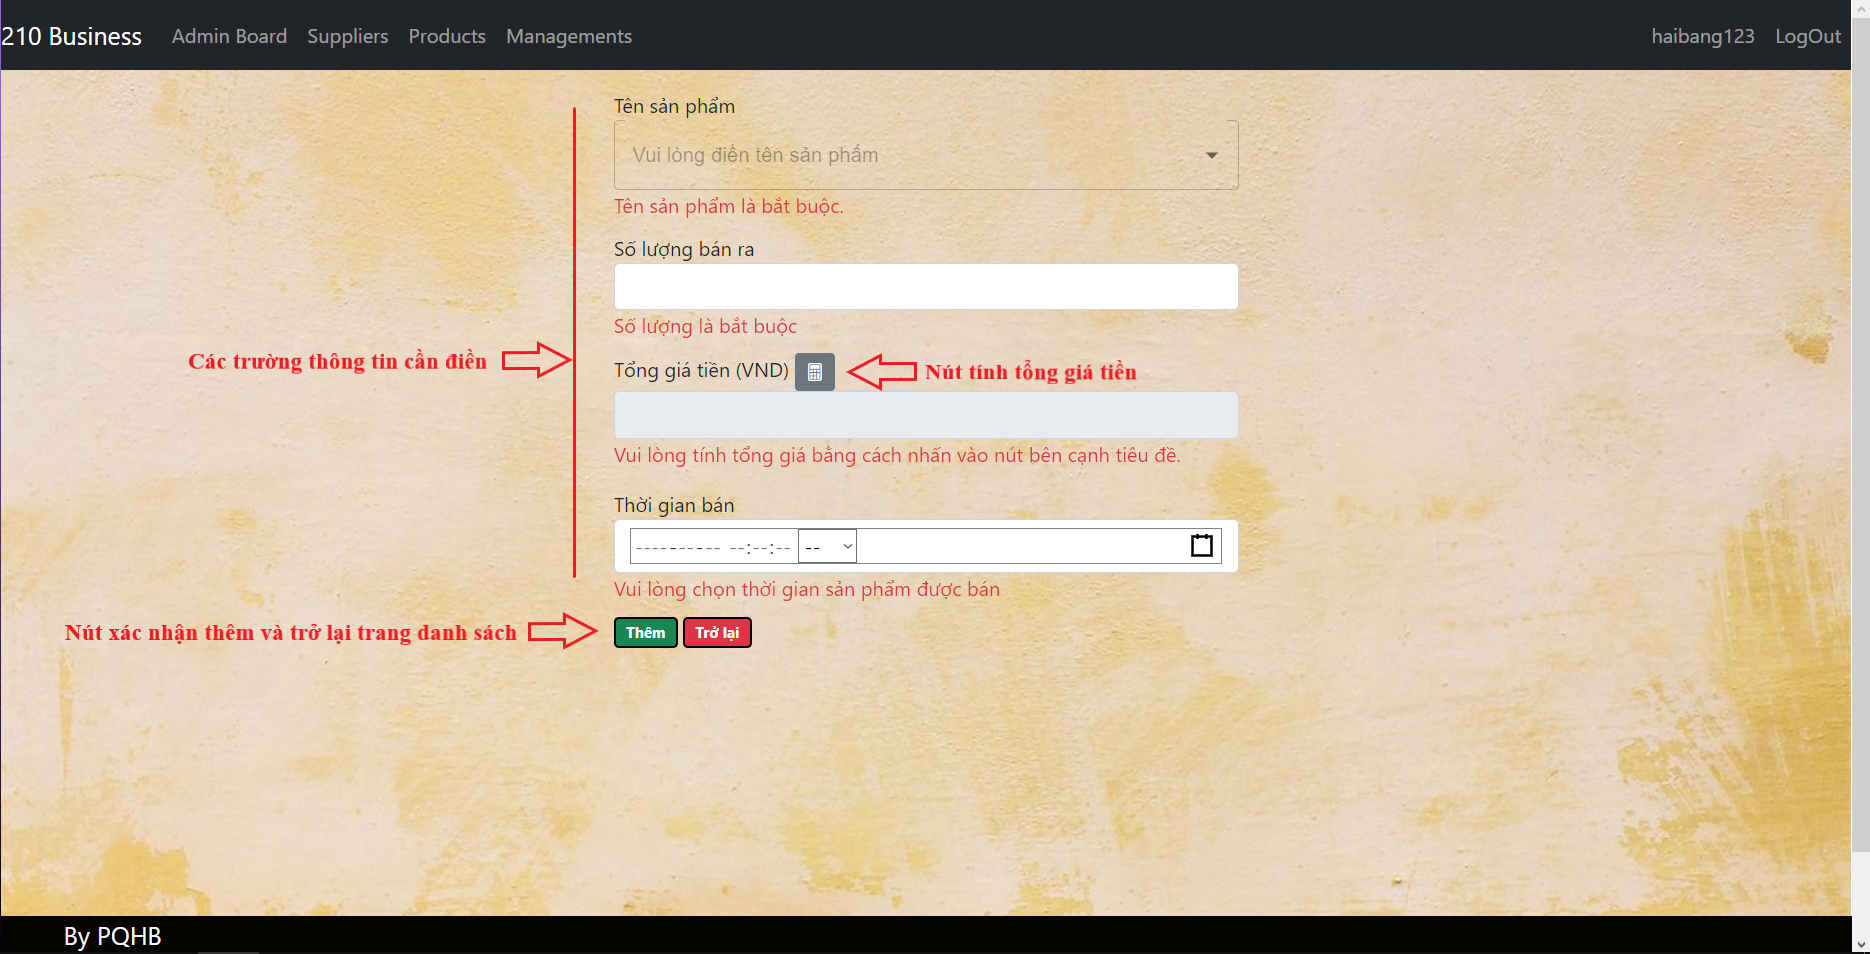 210 Business Admin Board Suppliers Products Managements haibang123 LogOut
Tên sản phẩm
Vui lòng điền tên sản phẩm
Tên sản phẩm là bắt buộc.
Số lượng bán ra
Số lượng là bắt buộc
Các trường thông tin cần điền
Tổng giá tiền (VND)
Nút tính tổng giá tiền
Vui lòng tính tổng giá bằng cách nhấn vào nút bên cạnh tiêu đề.
Thời gian bán
---------- --:--:-- --
Vui lòng chọn thời gian sản phẩm được bán
Nút xác nhận thêm và trở lại trang danh sách
Thêm Trở lại
By PQHB